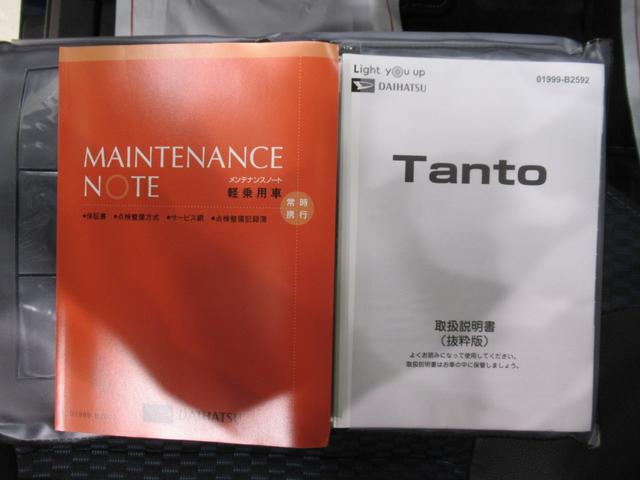 MAINTENANCE
NOTE
メンテナンスノート
軽乗用車
常時
携行
●保証書 ●点検整備方式 ●サービス網 ●点検整備記録簿
DAIHATSU
Light you up
DAIHATSU
01999-B2592
Tanto
取扱説明書
(抜粋版)
よくお読みになって使用してください。
取扱説明書はお車の中に保管しましょう。